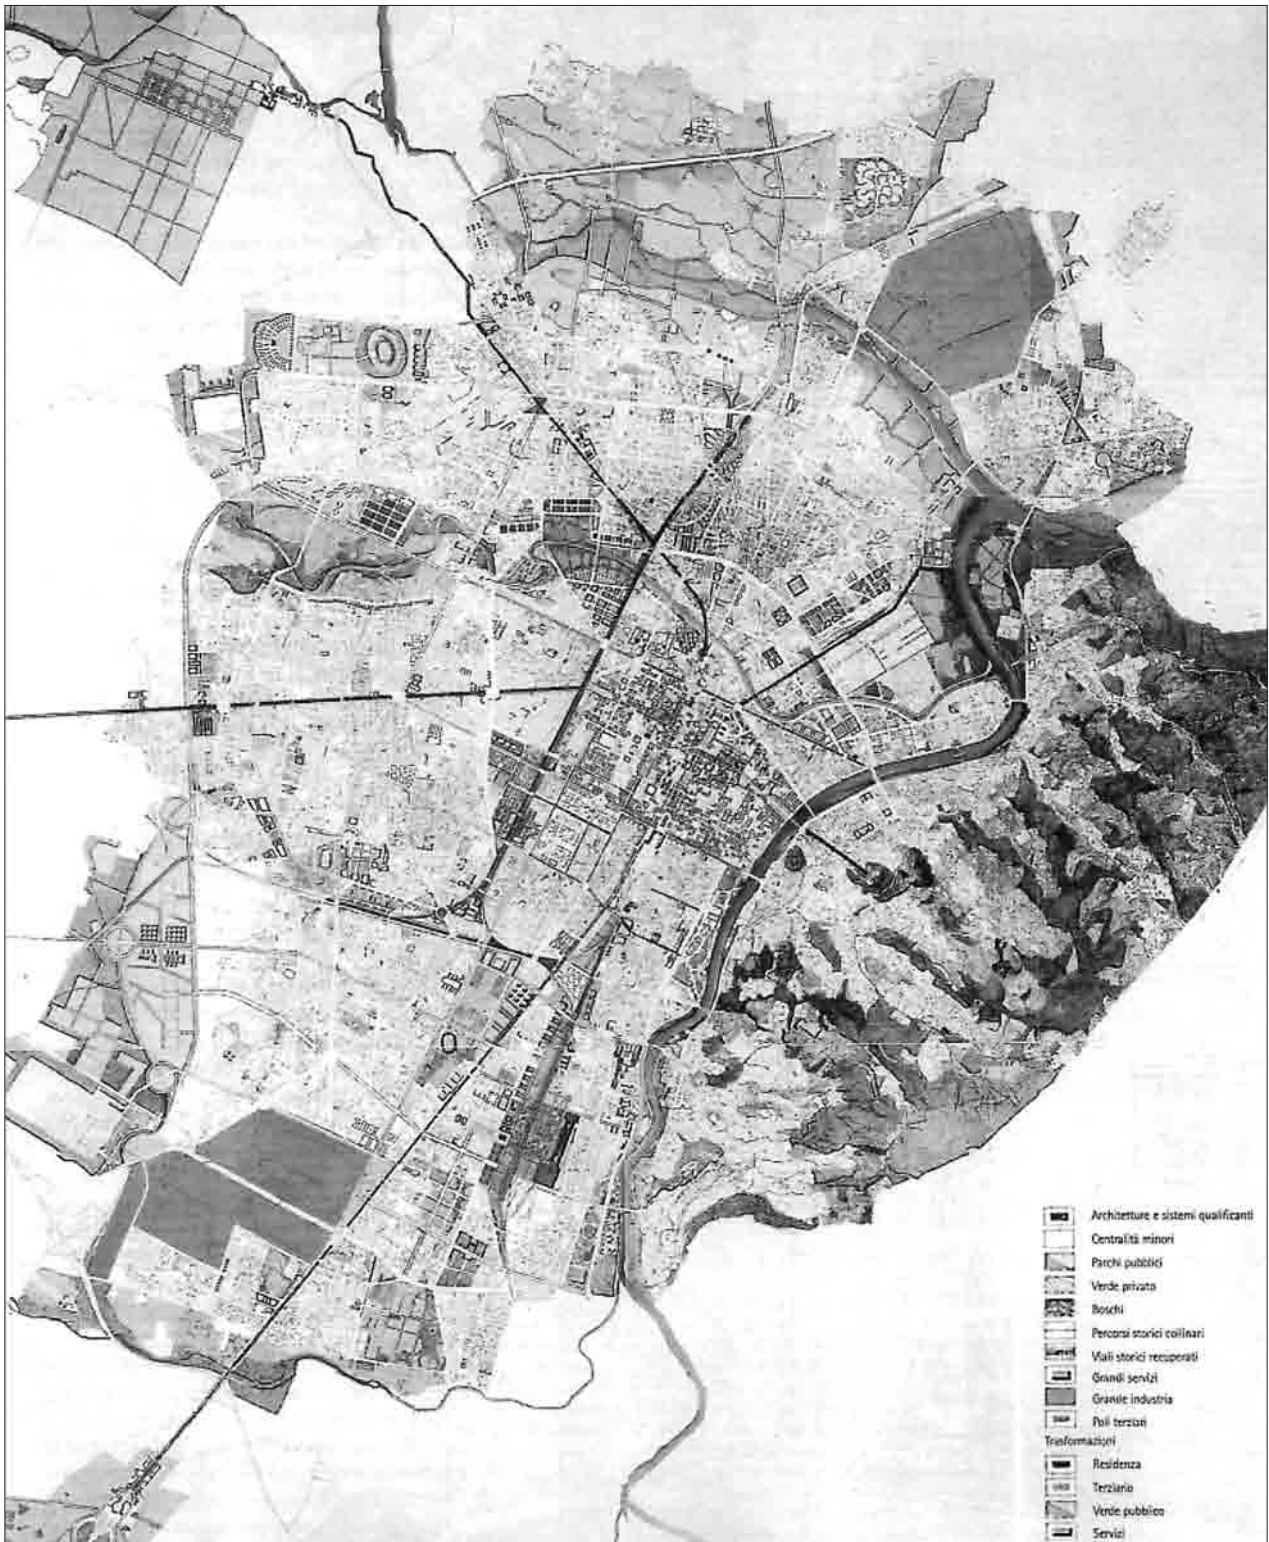 Architetture e sistemi qualificanti
Centralità minori
Parchi pubblici
Verde privato
Boschi
Percorsi storici collinari
Viali storici recuperati
Grandi servizi
Grande industria
Poli terziari
Trasformazioni
Residenza
Terziario
Verde pubblico
Servizi